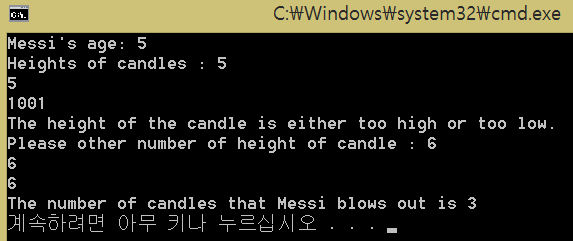 C:₩Windows₩system32₩cmd.exe
Messi's age: 5
Heights of candles : 5
5
1001
The height of the candle is either too high or too low.
Please other number of height of candle : 6
6
6
The number of candles that Messi blows out is 3
계속하려면 아무 키나 누르십시오 . . .